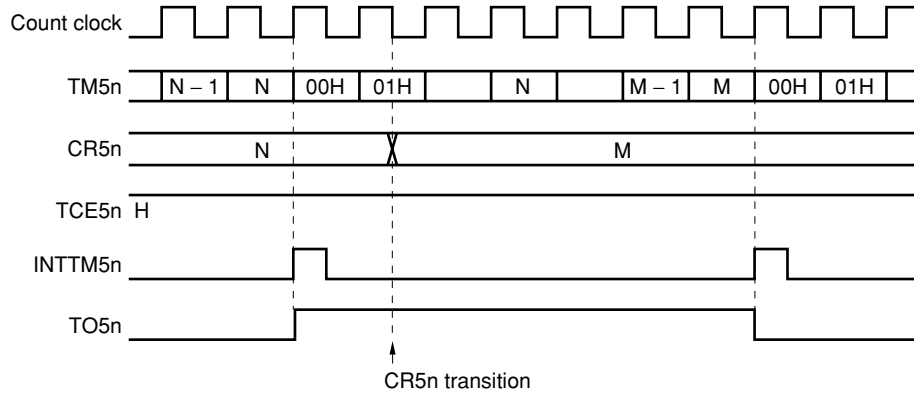 Count clock
TM5n N – 1 N 00H 01H N M – 1 M 00H 01H
CR5n N M
TCE5n H
INTTM5n
TO5n
CR5n transition